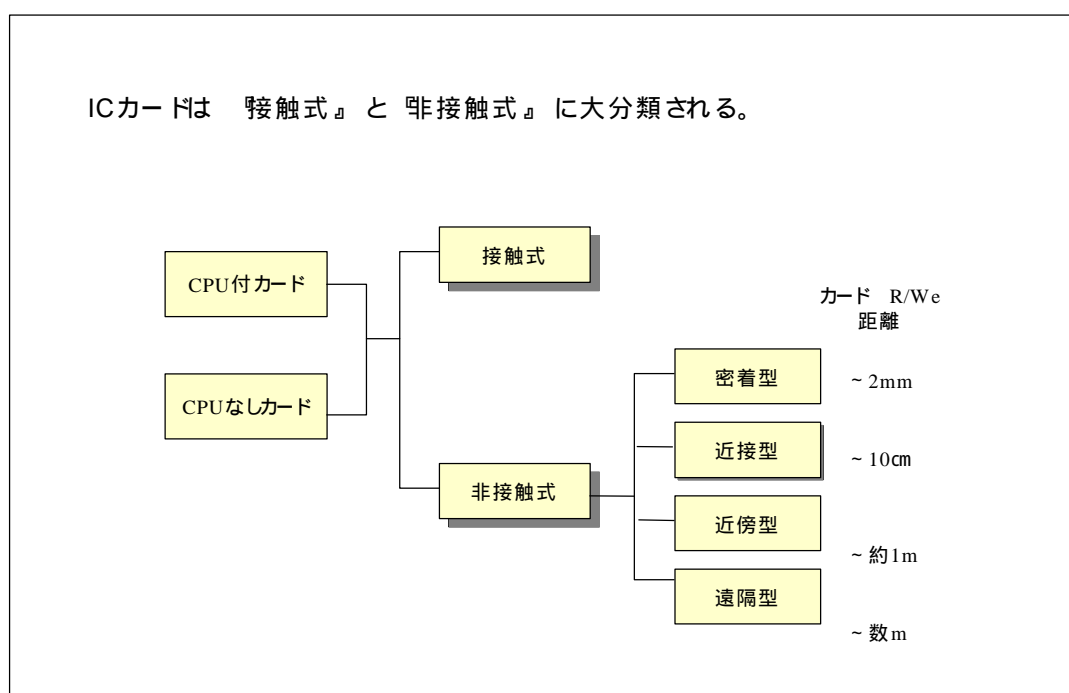 ICカードは 『接触式』 と 『非接触式』 に大分類される。
CPU付カード
CPUなしカード
接触式
非接触式
カード R/We
距離
密着型
~ 2mm
近接型
~ 10㎝
近傍型
~ 約1m
遠隔型
~ 数m